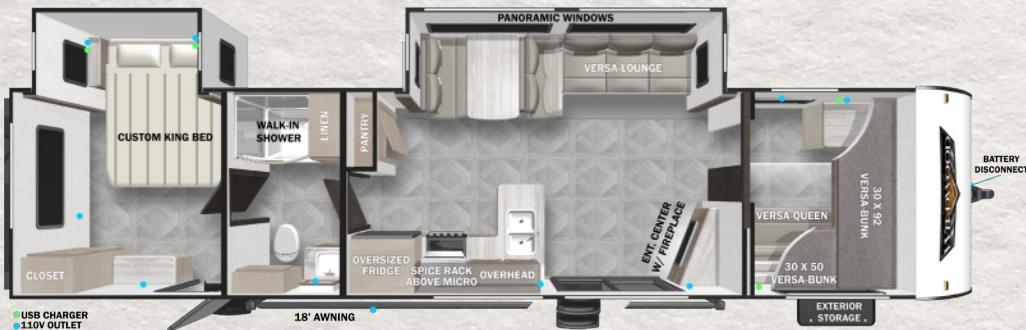 PANORAMIC WINDOWS
VERSA-LOUNGE
CUSTOM KING BED
WALK-IN
SHOWER
LINEN
PANTRY
BATTERY
DISCONNECT
WILDWOOD
30 X 92
VERSA-BUNK
VERSA QUEEN
30 X 50
VERSA-BUNK
ENT. CENTER
W/ FIREPLACE
OVERSIZED
FRIDGE
SPICE RACK
ABOVE MICRO
OVERHEAD
CLOSET
EXTERIOR
STORAGE
18' AWNING
USB CHARGER
110V OUTLET